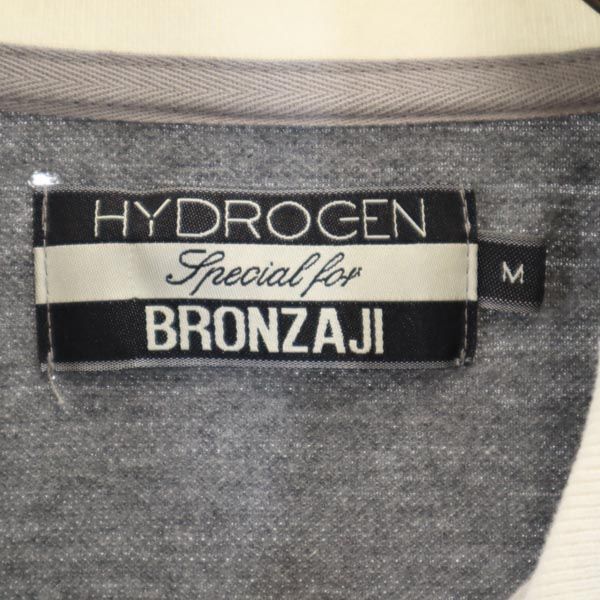 HYDROGEN
Special for
BRONZAJI
M